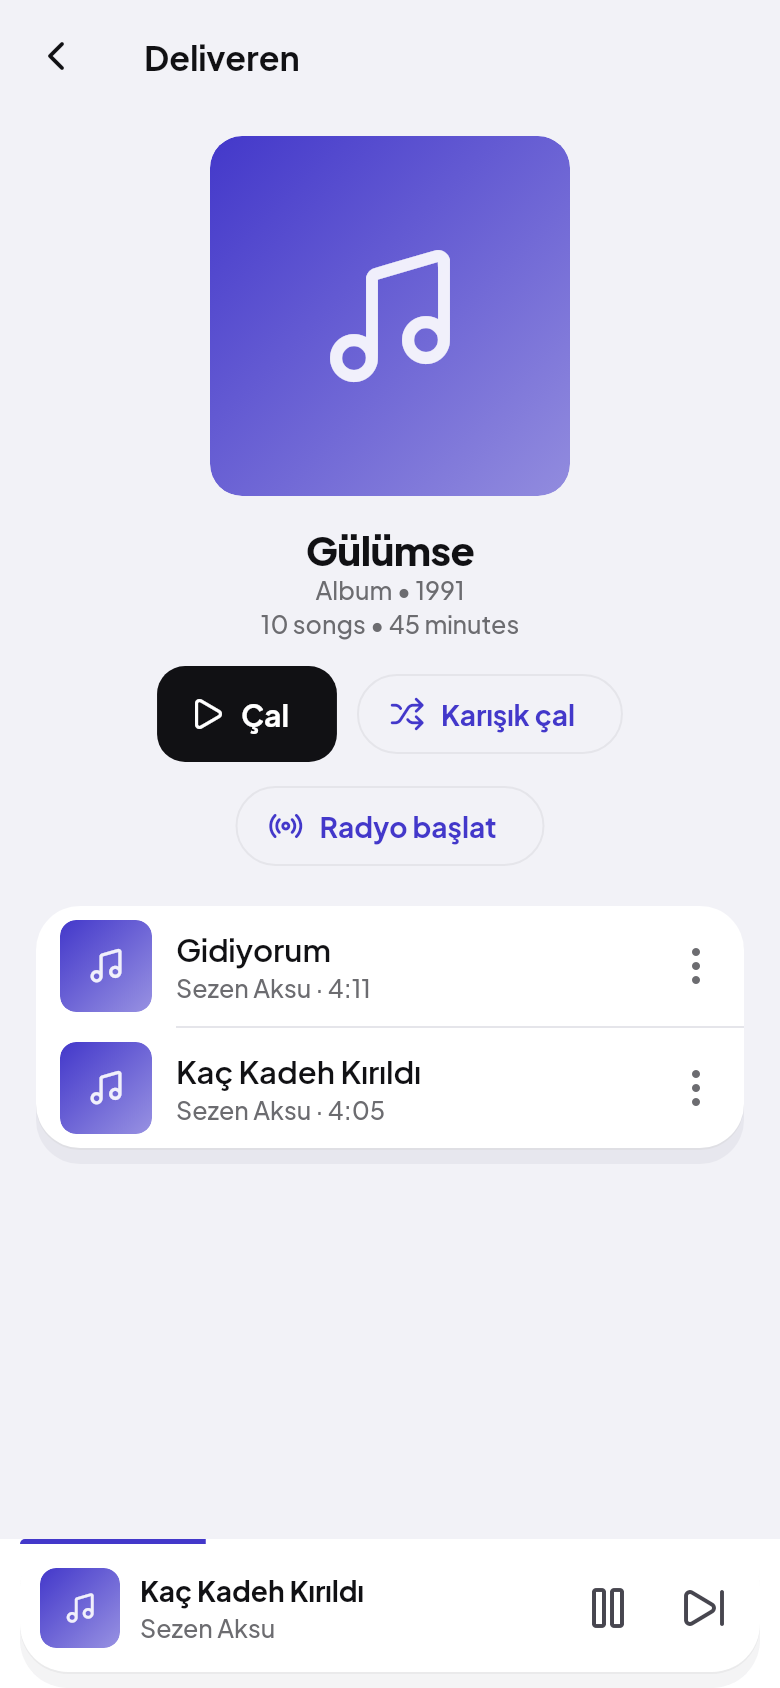 Deliveren
Gülümse
Album • 1991
10 songs • 45 minutes
Çal
Karışık çal
Radyo başlat
Gidiyorum
Sezen Aksu · 4:11
Kaç Kadeh Kırıldı
Sezen Aksu · 4:05
Kaç Kadeh Kırıldı
Sezen Aksu